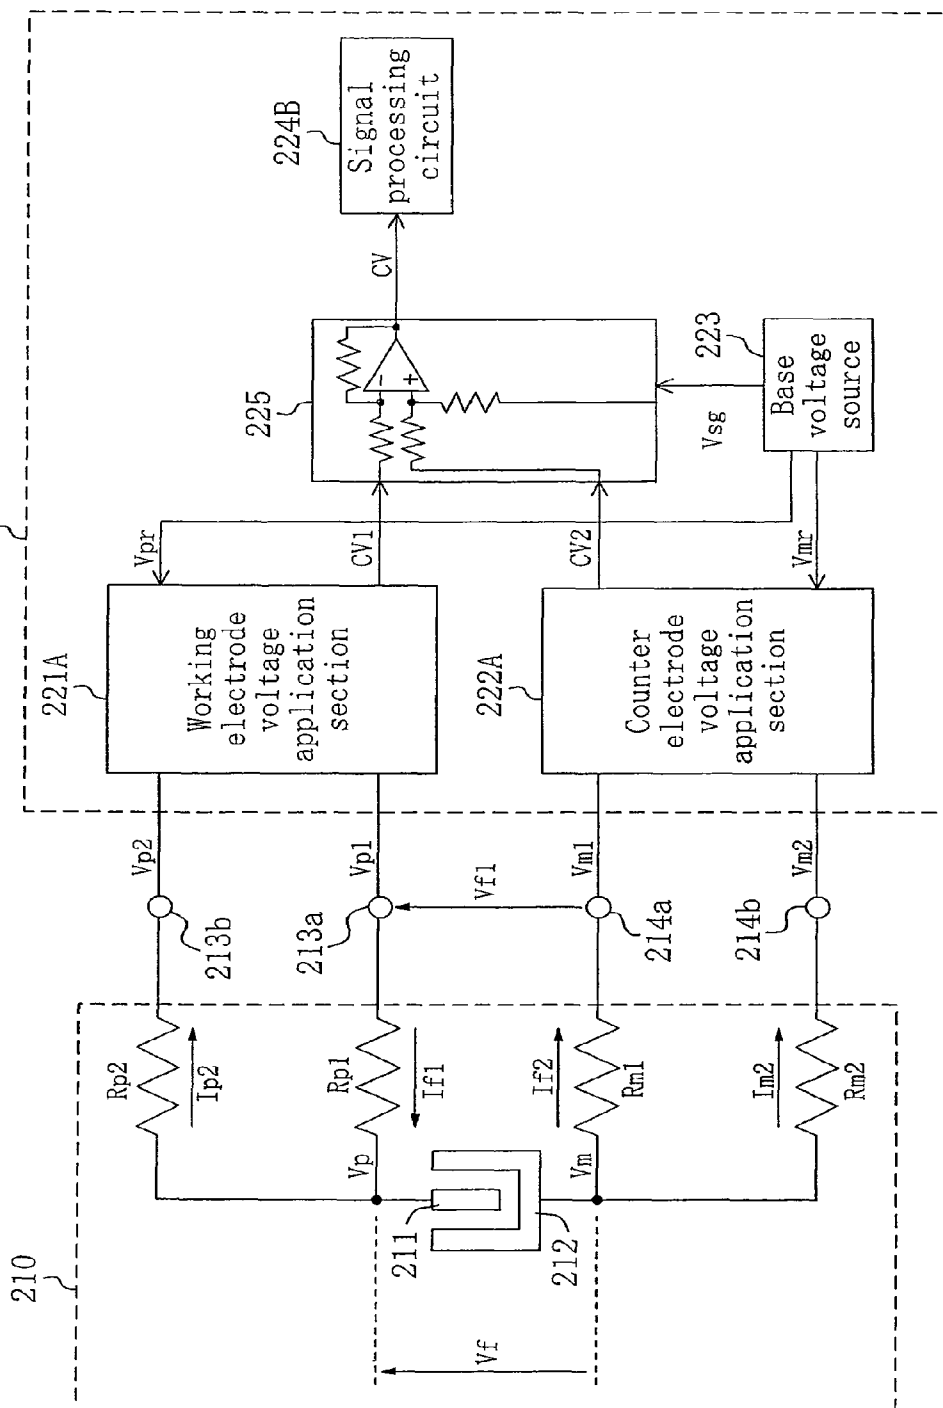 210
Vf
211
212
Vp
Vm
Rp2
Ip2
Rp1
If1
If2
Rm1
Im2
Rm2
213b
213a
214a
214b
Vp2
Vp1
Vf1
Vm1
Vm2
221A
Working
electrode
voltage
application
section
222A
Counter
electrode
voltage
application
section
Vpr
CV1
CV2
Vmr
225
-
+
Vsg
223
Base
voltage
source
CV
224B
Signal
processing
circuit